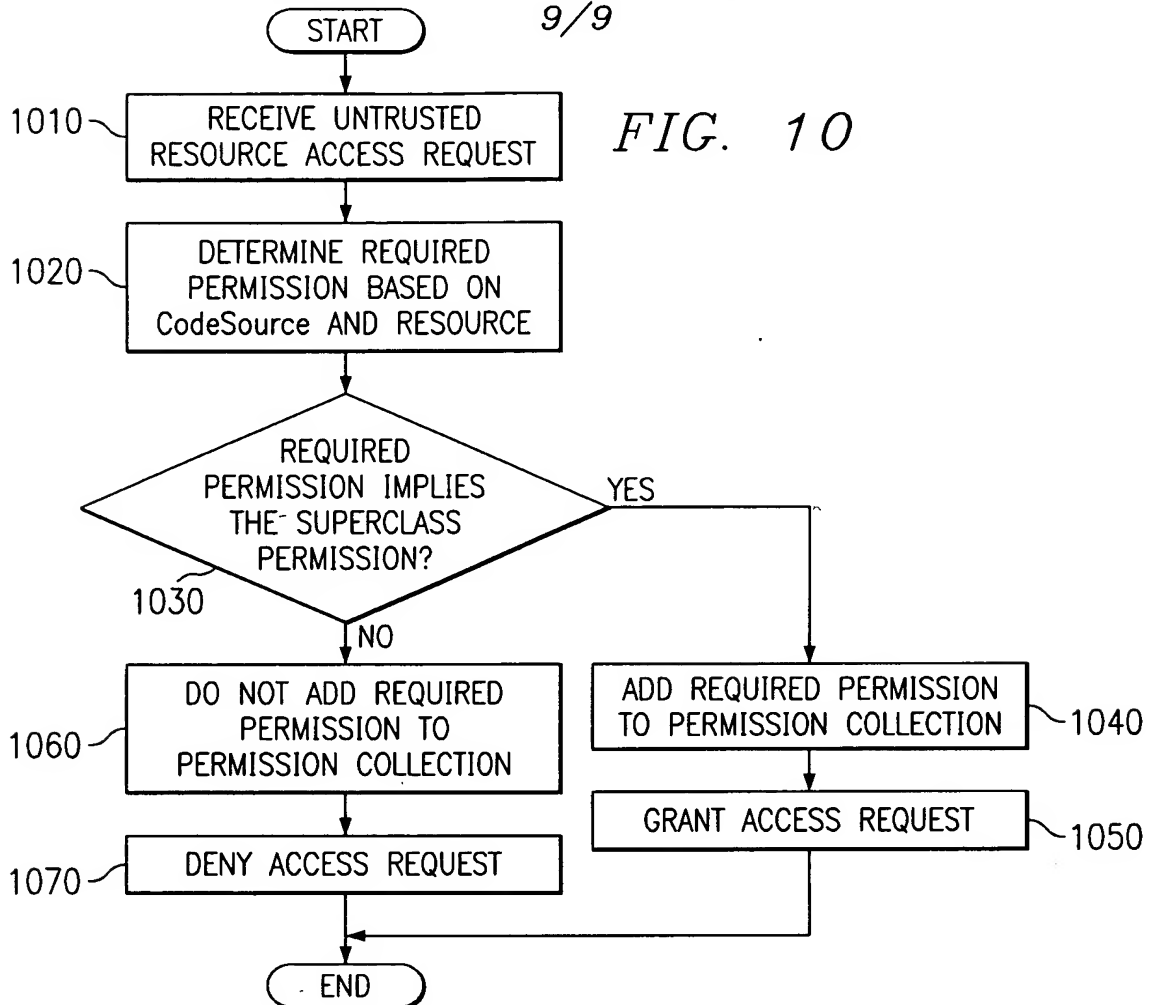 9/9
START
FIG. 10
1010
RECEIVE UNTRUSTED
RESOURCE ACCESS REQUEST
1020
DETERMINE REQUIRED
PERMISSION BASED ON
CodeSource AND RESOURCE
REQUIRED
PERMISSION IMPLIES
THE SUPERCLASS
PERMISSION?
1030
YES
NO
1060
DO NOT ADD REQUIRED
PERMISSION TO
PERMISSION COLLECTION
ADD REQUIRED PERMISSION
TO PERMISSION COLLECTION
1040
GRANT ACCESS REQUEST
1050
1070
DENY ACCESS REQUEST
END